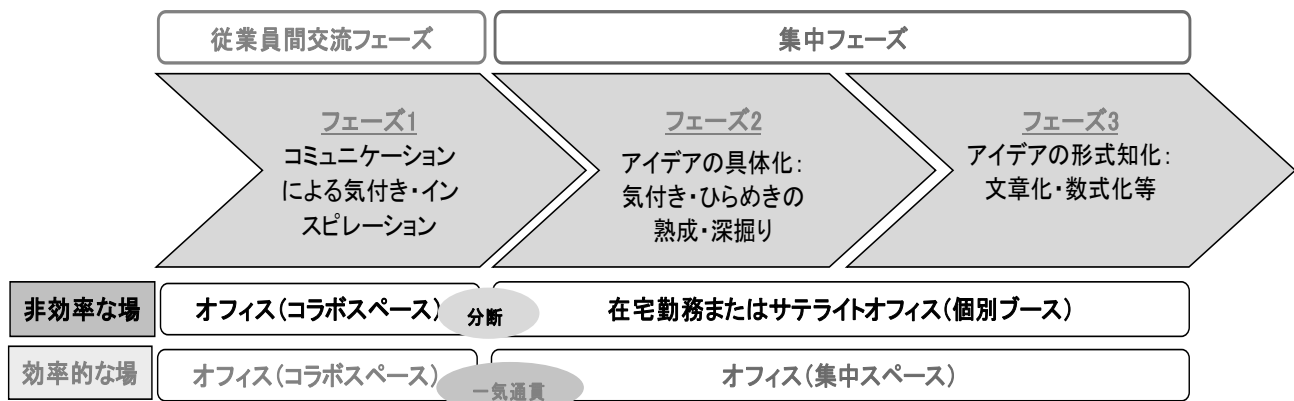 従業員間交流フェーズ
集中フェーズ
フェーズ1
コミュニケーション
による気付き・イン
スピレーション
フェーズ2
アイデアの具体化：
気付き・ひらめきの
熟成・深掘り
フェーズ3
アイデアの形式知化：
文章化・数式化等
非効率な場
オフィス（コラボスペース）
分断
在宅勤務またはサテライトオフィス（個別ブース）
効率的な場
オフィス（コラボスペース）
一気通貫
オフィス（集中スペース）